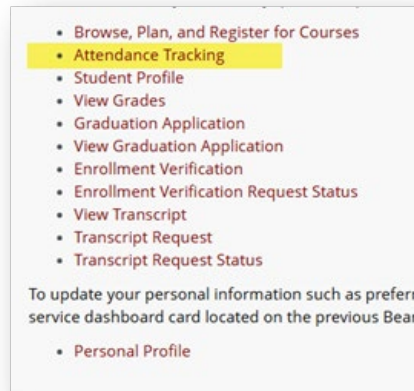 Browse, Plan, and Register for Courses
Attendance Tracking
Student Profile
View Grades
Graduation Application
View Graduation Application
Enrollment Verification
Enrollment Verification Request Status
View Transcript
Transcript Request
Transcript Request Status
To update your personal information such as
service dashboard card located on the previous
Personal Profile